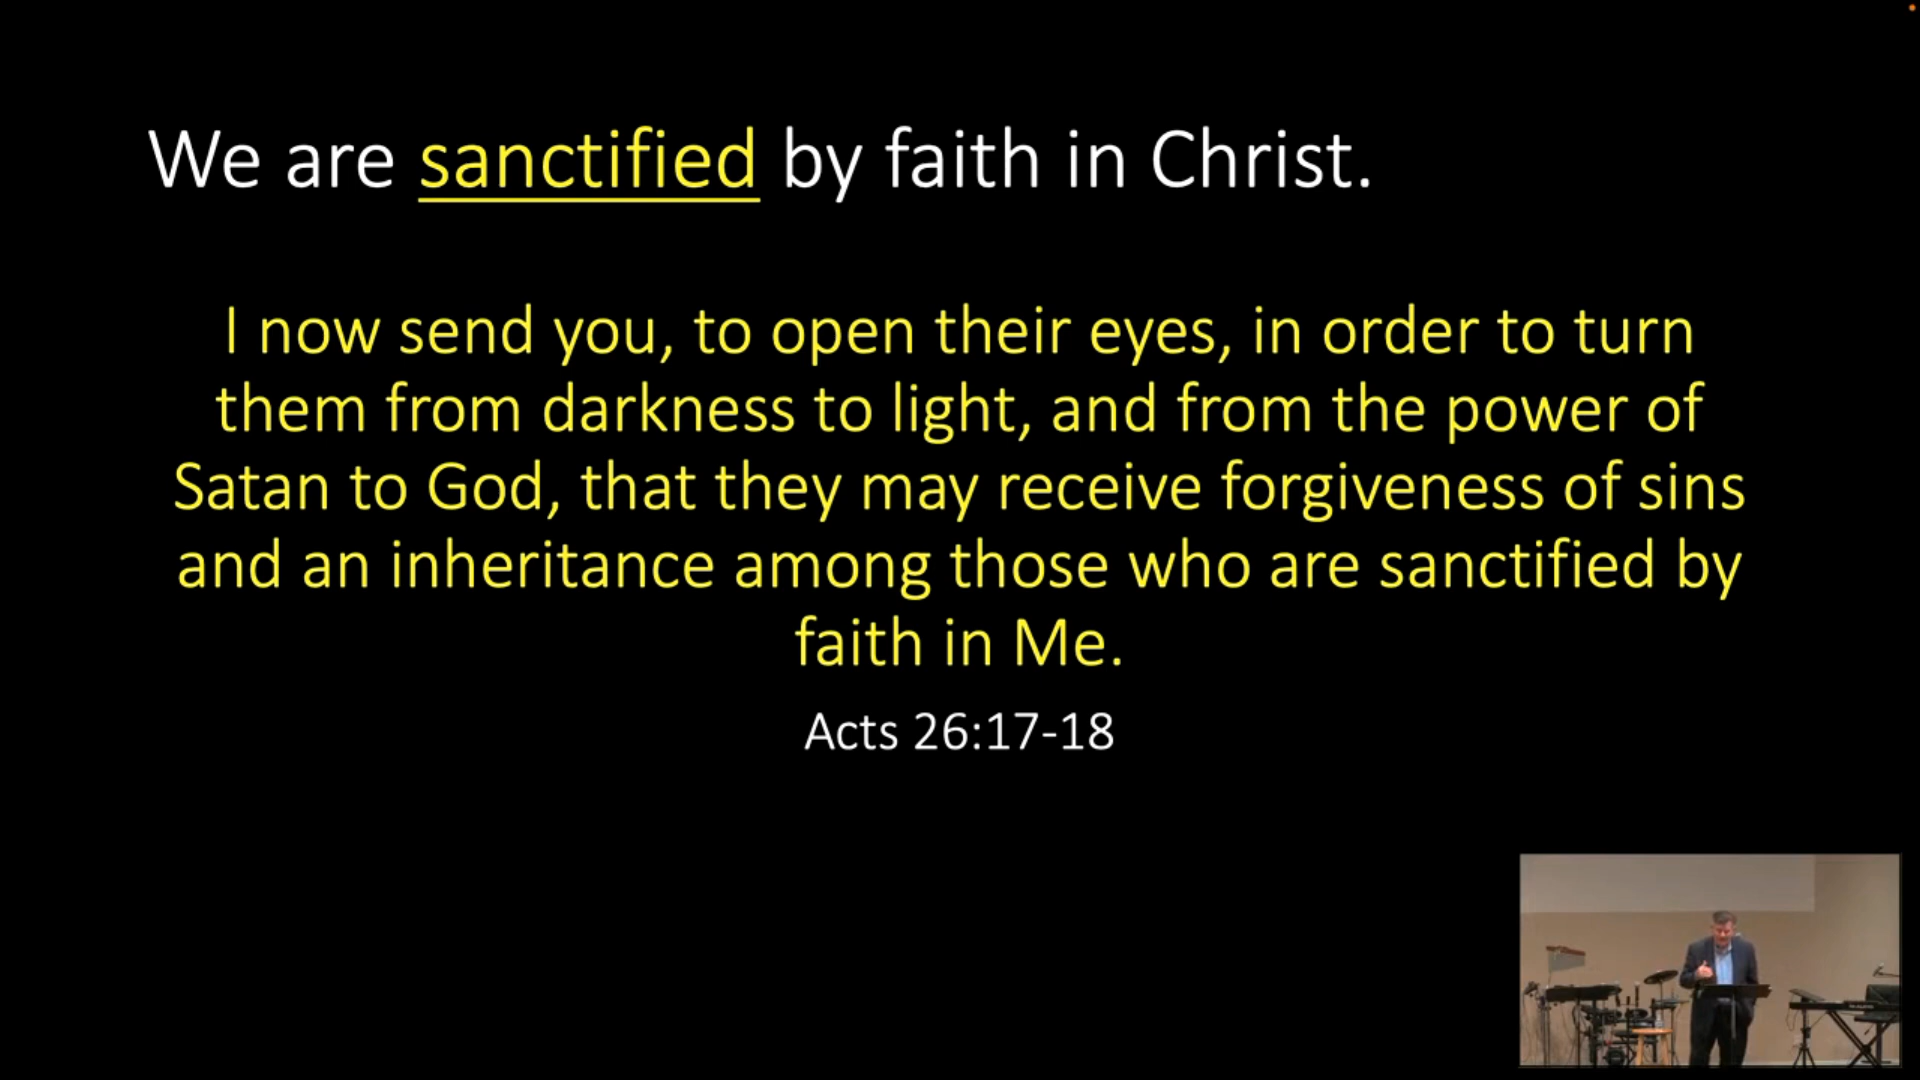 We are sanctified by faith in Christ.
I now send you, to open their eyes, in order to turn
them from darkness to light, and from the power of
Satan to God, that they may receive forgiveness of sins
and an inheritance among those who are sanctified by
faith in Me.
Acts 26:17-18